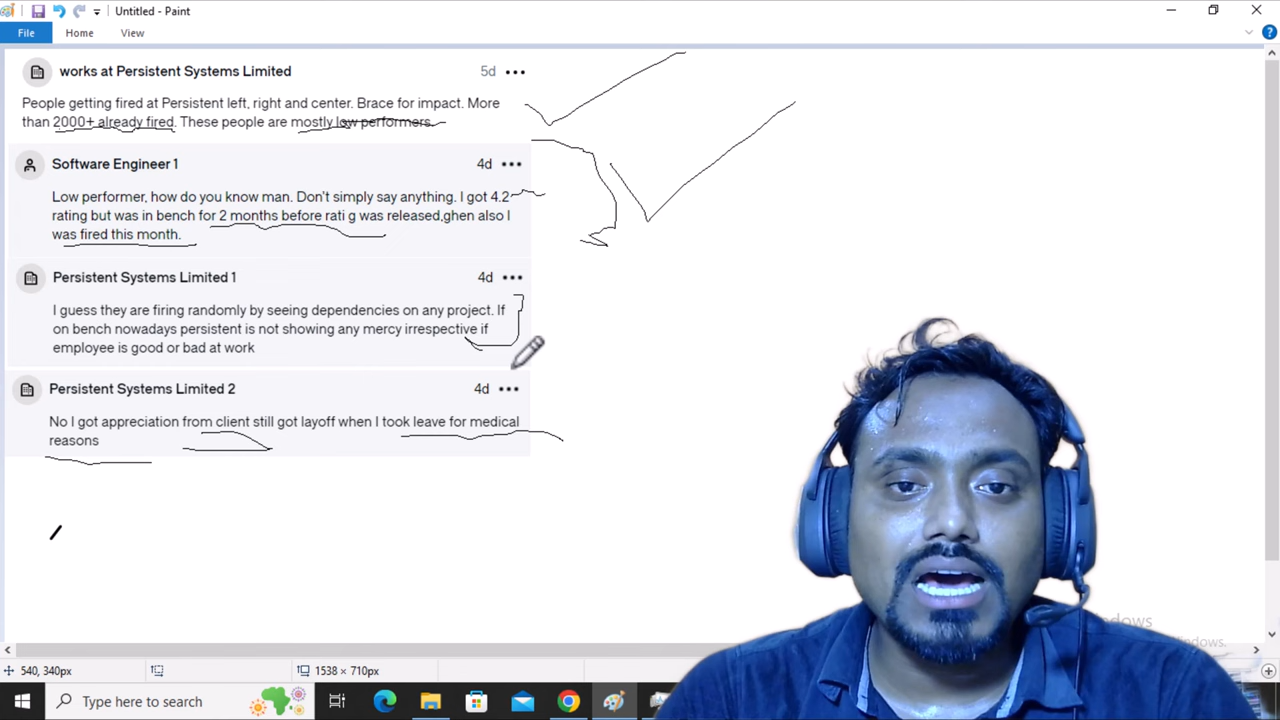 Untitled - Paint
File Home View
works at Persistent Systems Limited 5d
People getting fired at Persistent left, right and center. Brace for impact. More
than 2000+ already fired. These people are mostly low performers.
Software Engineer 1 4d
Low performer, how do you know man. Don't simply say anything. I got 4.2
rating but was in bench for 2 months before rati g was released,ghen also I
was fired this month.
Persistent Systems Limited 1 4d
I guess they are firing randomly by seeing dependencies on any project. If
on bench nowadays persistent is not showing any mercy irrespective if
employee is good or bad at work
Persistent Systems Limited 2 4d
No I got appreciation from client still got layoff when I took leave for medical
reasons
540, 340px 1538 × 710px
Type here to search